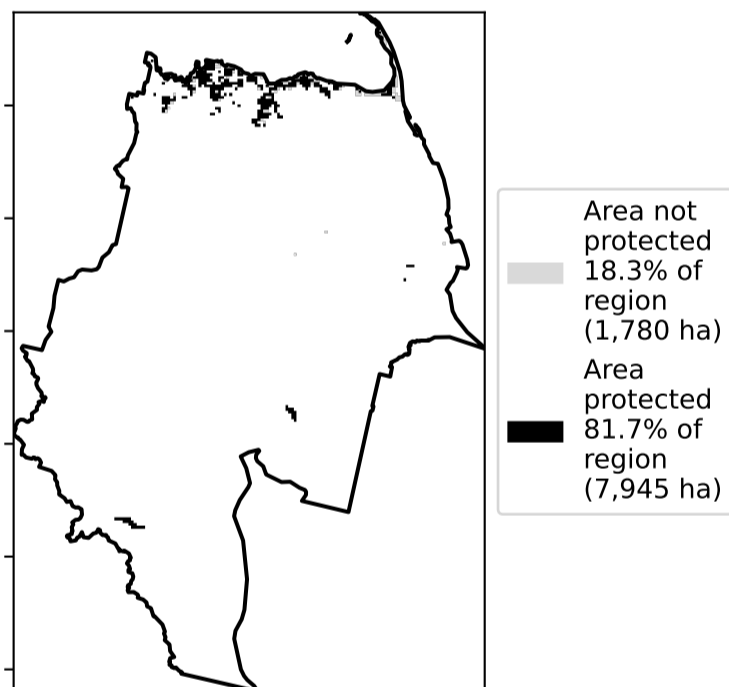 Area not
protected
18.3% of
region
(1,780 ha)
Area
protected
81.7% of
region
(7,945 ha)